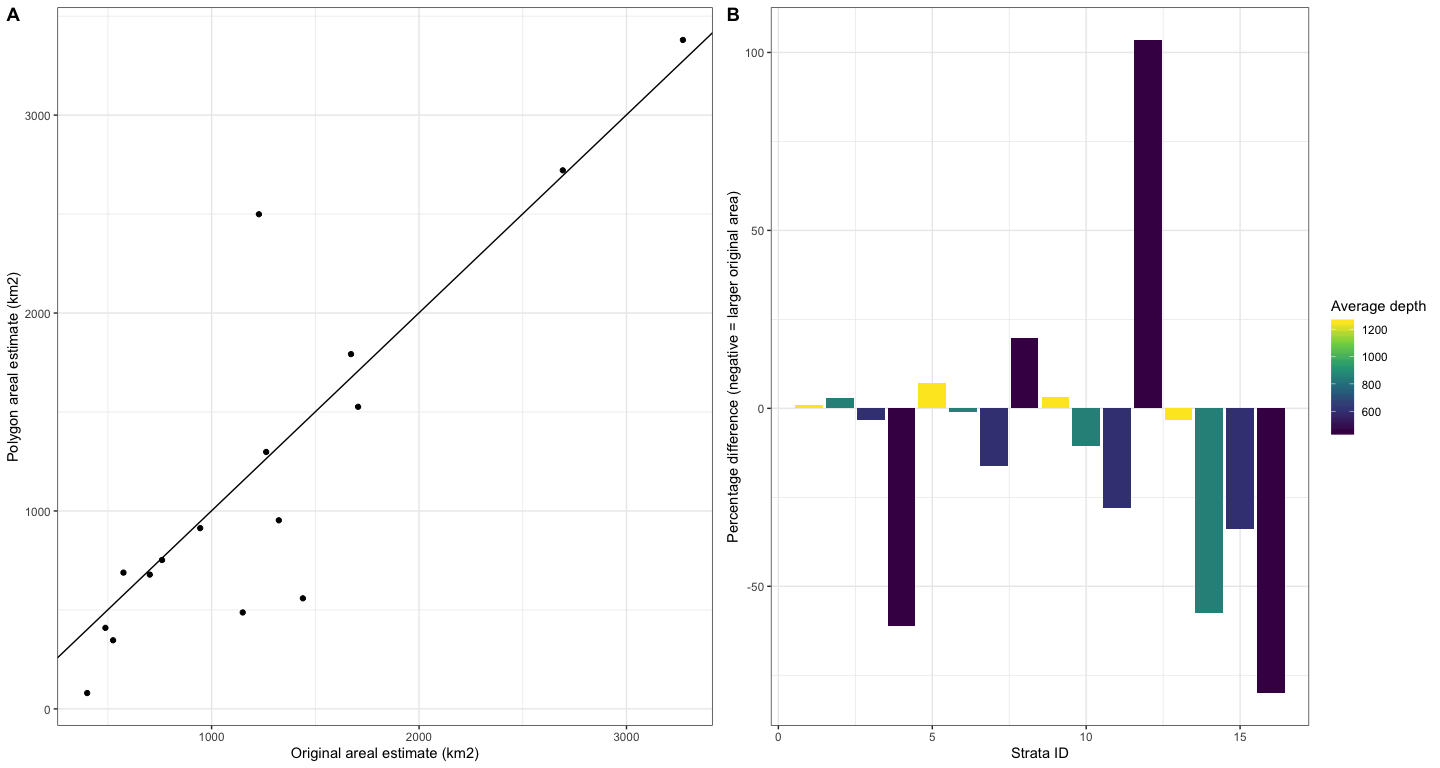 A
Polygon areal estimate (km2)
3000
2000
1000
0
1000 2000 3000
Original areal estimate (km2)
B
Percentage difference (negative = larger original area)
100
50
0
-50
0 5 10 15
Strata ID
Average depth
1200
1000
800
600